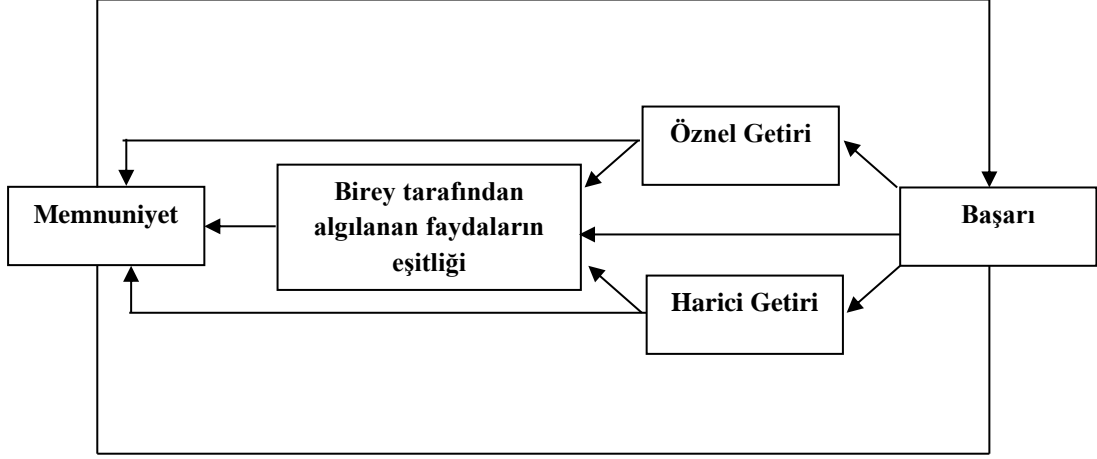 Öznel Getiri
Memnuniyet
Birey tarafından
algılanan faydaların
eşitliği
Başarı
Harici Getiri